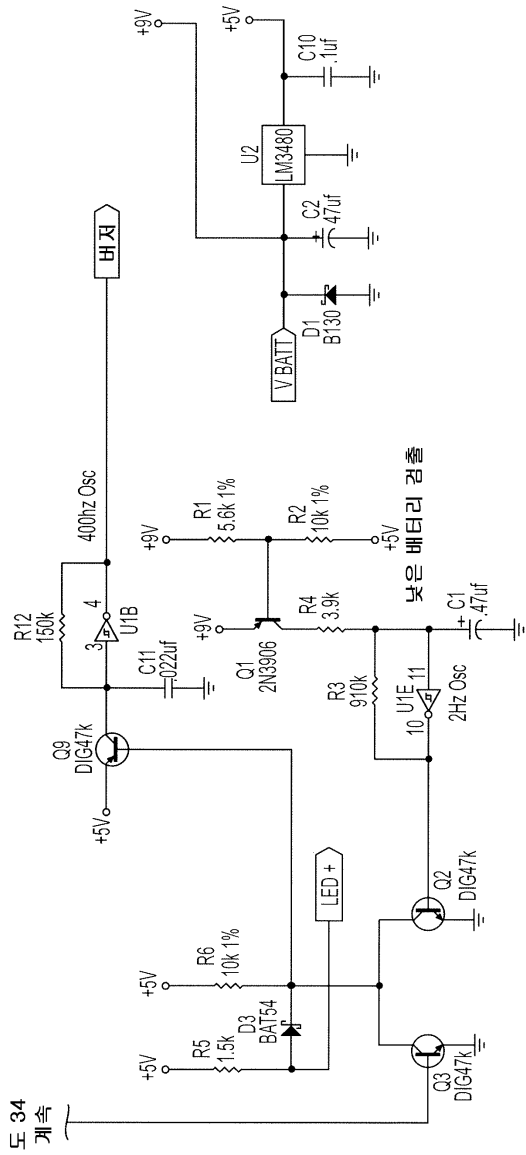 도 34
계속
+5V
R5
1.5k
+5V
R6
10k 1%
D3
BAT54
LED +
Q3
DIG47k
Q2
DIG47k
+5V
Q9
DIG47k
R12
150k
3
4
U1B
C11
.022uf
400hz Osc
버저
+9V
Q1
2N3906
R4
3.9k
+9V
R1
5.6k 1%
R2
10k 1%
+5V
R3
910k
10
U1E
11
2Hz Osc
C1
+
.47uf
낮은 배터리 검출
V BATT
D1
B130
C2
+
.47uf
U2
LM3480
C10
.1uf
+9V
+5V